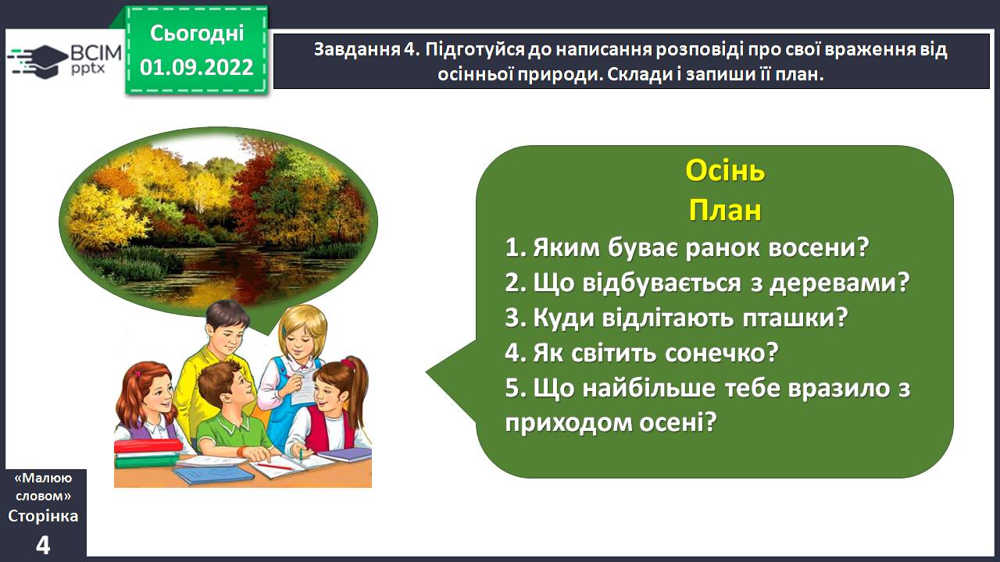 Сьогодні
01.09.2022
BCIM
pptx
Завдання 4. Підготуйся до написання розповіді про свої враження від
осінньої природи. Склади і запиши її план.
Осінь
План
1. Яким буває ранок восени?
2. Що відбувається з деревами?
3. Куди відлітають пташки?
4. Як світить сонечко?
5. Що найбільше тебе вразило з
приходом осені?
«Малюю
словом»
Сторінка
4